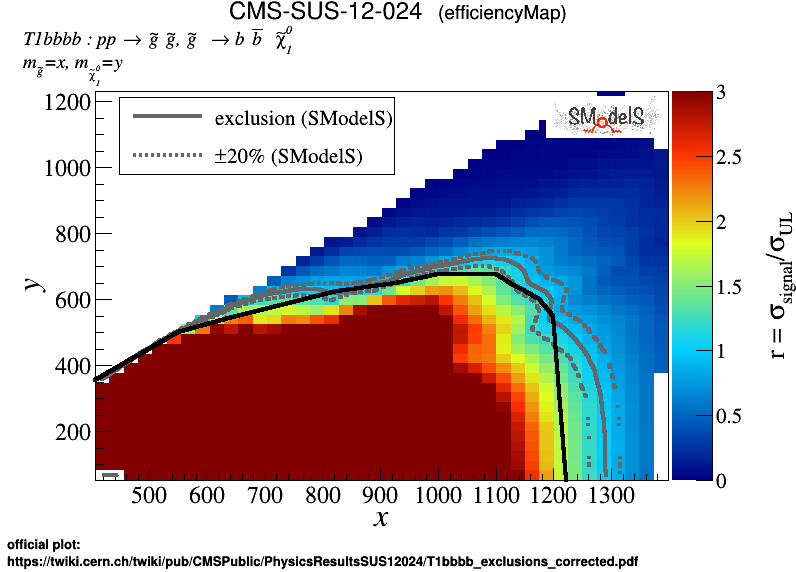 CMS-SUS-12-024 (efficiencyMap)
T1bbbb : pp → g̃ g̃, g̃ → b b̅ χ̃⁰₁
m_g̃=x, m_χ̃⁰₁=y
exclusion (SModelS)
±20% (SModelS)
SModelS
1200
1000
800
600
400
200
y
500 600 700 800 900 1000 1100 1200 1300
x
3
2.5
2
1.5
1
0.5
0
r = σ_signal/σ_UL
official plot:
https://twiki.cern.ch/twiki/pub/CMSPublic/PhysicsResultsSUS12024/T1bbbb_exclusions_corrected.pdf